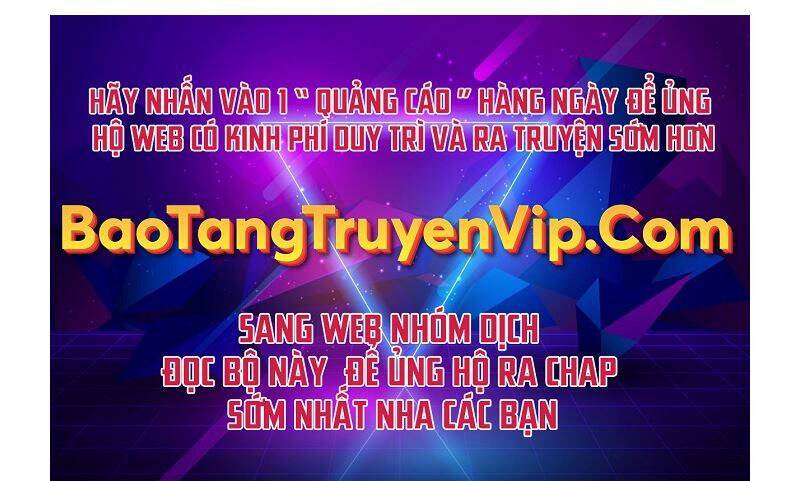 HÃY NHẤN VÀO 1 “ QUẢNG CÁO ” HÀNG NGÀY ĐỂ ỦNG
HỘ WEB CÓ KINH PHÍ DUY TRÌ VÀ RA TRUYỆN SỚM HƠN
BaoTangTruyenVip.Com
SANG WEB NHÓM DỊCH
ĐỌC BỘ NÀY ĐỂ ỦNG HỘ RA CHAP
SỚM NHẤT NHA CÁC BẠN